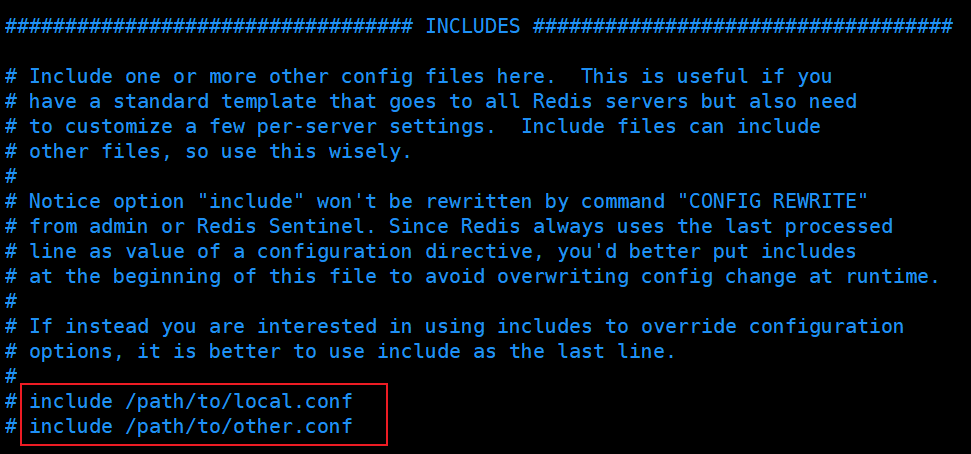 ################################## INCLUDES ###################################

# Include one or more other config files here.  This is useful if you
# have a standard template that goes to all Redis servers but also need
# to customize a few per-server settings.  Include files can include
# other files, so use this wisely.
#
# Notice option "include" won't be rewritten by command "CONFIG REWRITE"
# from admin or Redis Sentinel. Since Redis always uses the last processed
# line as value of a configuration directive, you'd better put includes
# at the beginning of this file to avoid overwriting config change at runtime.
#
# If instead you are interested in using includes to override configuration
# options, it is better to use include as the last line.
#
# include /path/to/local.conf
# include /path/to/other.conf